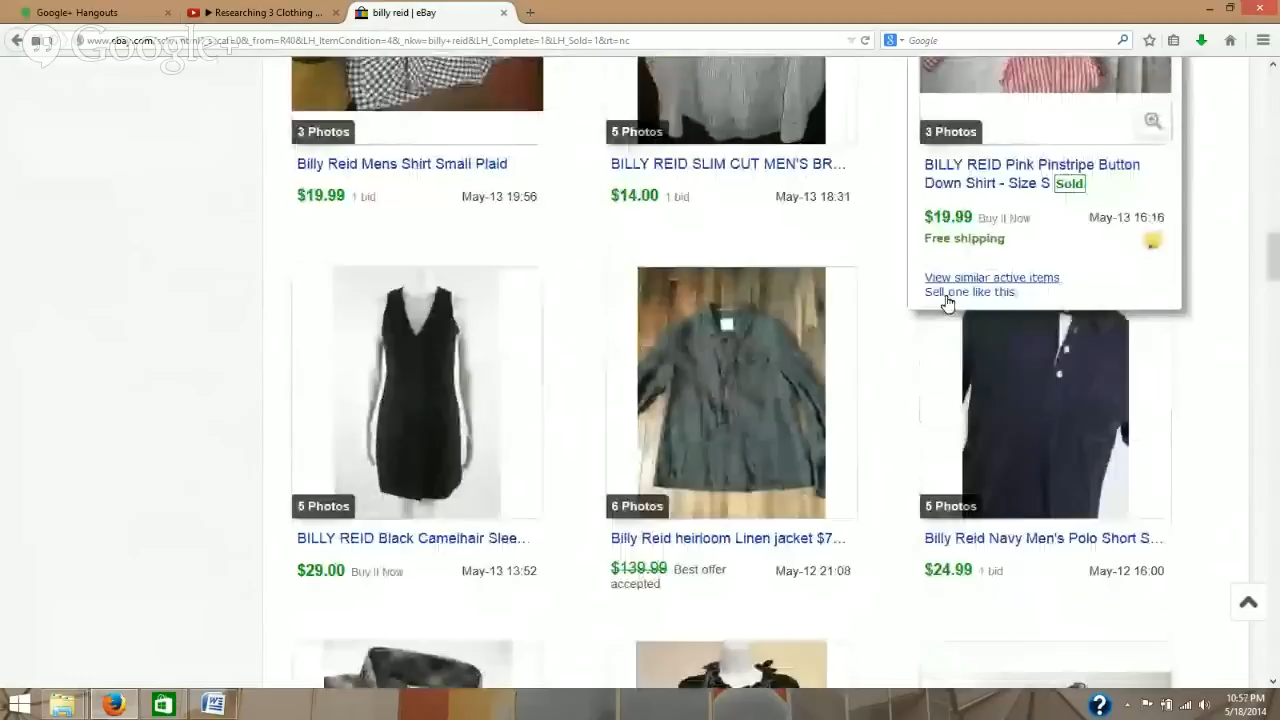 Google+ Hangouts
Researching 3 Clothing ...
billy reid | eBay
Google+
Google
3 Photos
5 Photos
3 Photos
Billy Reid Mens Shirt Small Plaid
BILLY REID SLIM CUT MEN'S BR...
BILLY REID Pink Pinstripe Button
Down Shirt - Size S Sold
$19.99 1 bid May-13 19:56
$14.00 1 bid May-13 18:31
$19.99 Buy It Now May-13 16:16
Free shipping
View similar active items
Sell one like this
5 Photos
6 Photos
5 Photos
BILLY REID Black Camelhair Slee...
Billy Reid heirloom Linen jacket $7...
Billy Reid Navy Men's Polo Short S...
$29.00 Buy It Now May-13 13:52
$139.99 Best offer May-12 21:08
accepted
$24.99 1 bid May-12 16:00
10:57 PM
5/18/2014